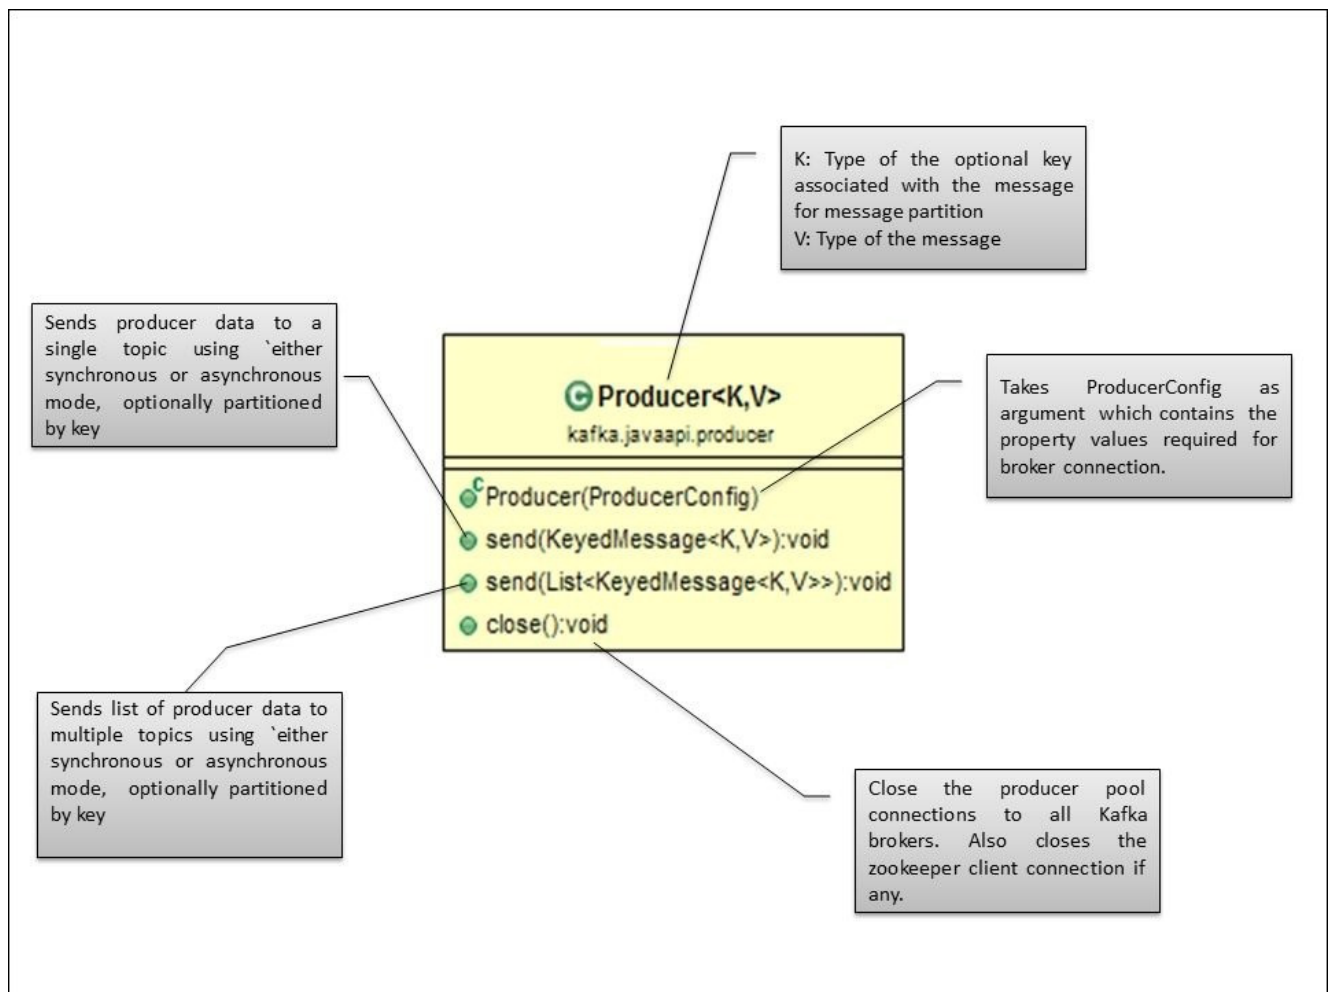 K: Type of the optional key
associated with the message
for message partition
V: Type of the message
Sends producer data to a
single topic using `either
synchronous or asynchronous
mode, optionally partitioned
by key
C Producer<K,V>
kafka.javaapi.producer
Takes ProducerConfig as
argument which contains the
property values required for
broker connection.
C Producer(ProducerConfig)
send(KeyedMessage<K,V>):void
send(List<KeyedMessage<K,V>>):void
close():void
Sends list of producer data to
multiple topics using `either
synchronous or asynchronous
mode, optionally partitioned
by key
Close the producer pool
connections to all Kafka
brokers. Also closes the
zookeeper client connection if
any.